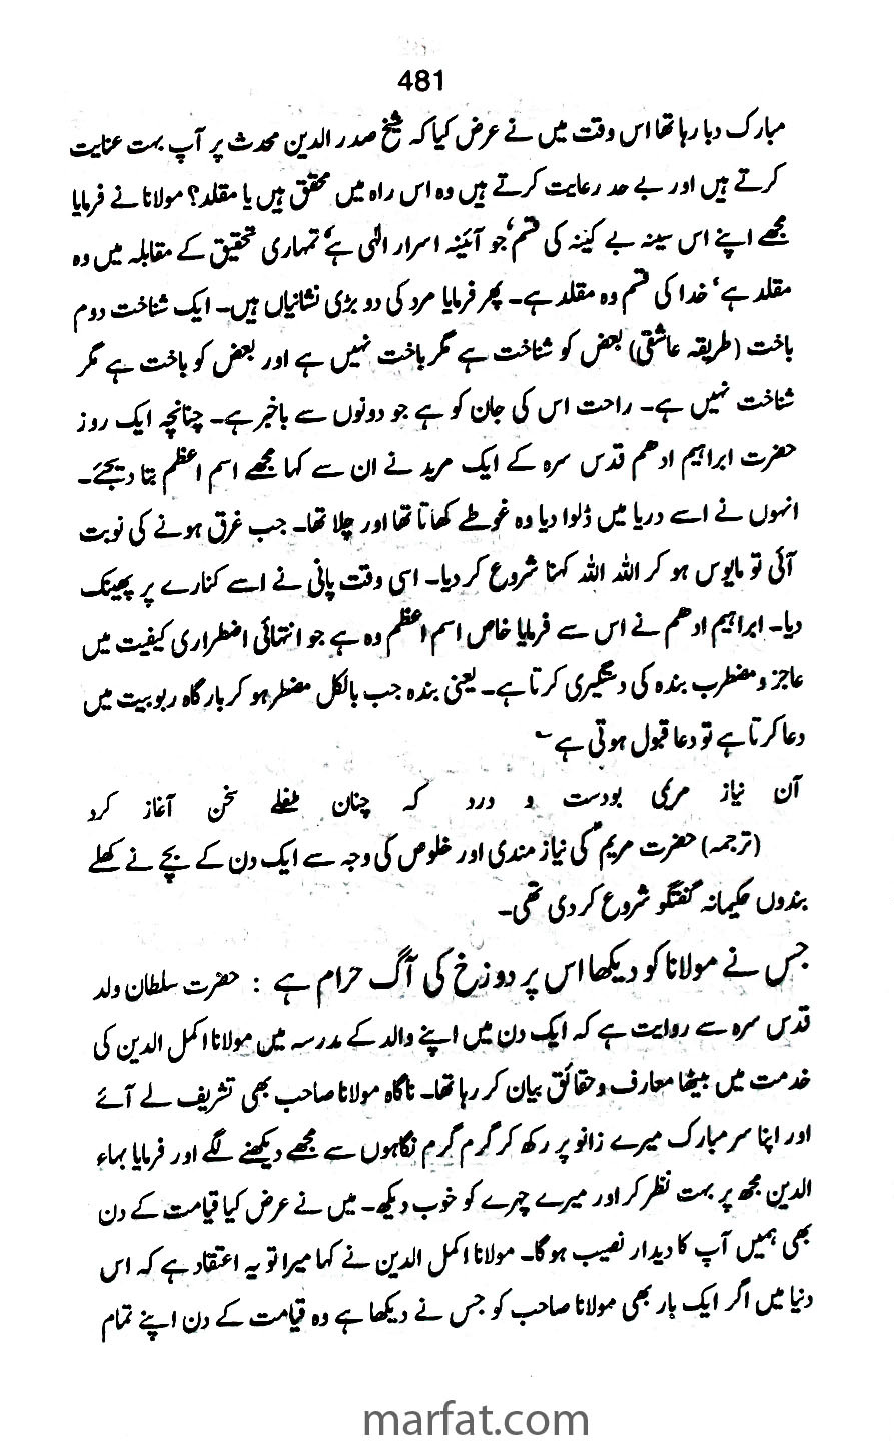 481
مبارک دبا رہا تھا اس وقت میں نے عرض کیا کہ شیخ صدر الدین محدث پر آپ بہت عنایت
کرتے ہیں اور بے حد رعایت کرتے ہیں وہ اس راہ میں محقق ہیں یا مقلد؟ مولانا نے فرمایا
مجھے اپنے اس سینہ بے کینہ کی قسم‘ جو آئینہ اسرار الٰہی ہے‘ تمہاری تحقیق کے مقابلہ میں وہ
مقلد ہے‘ خدا کی قسم وہ مقلد ہے۔ پھر فرمایا مرد کی دو بڑی نشانیاں ہیں۔ ایک شناخت دوم
باخت (طریقہ عاشقی) بعض کو شناخت ہے مگر باخت نہیں ہے اور بعض کو باخت ہے مگر
شناخت نہیں ہے۔ راحت اس کی جان کو ہے جو دونوں سے باخبر ہے۔ چنانچہ ایک روز
حضرت ابراہیم ادھم قدس سرہ کے ایک مرید نے ان سے کہا مجھے اسم اعظم بتا دیجئے۔
انہوں نے اسے دریا میں ڈلوا دیا وہ غوطے کھاتا تھا اور چلا تھا۔ جب غرق ہونے کی نوبت
آئی تو مایوس ہو کر اللہ اللہ کہنا شروع کر دیا۔ اسی وقت پانی نے اسے کنارے پر پھینک
دیا۔ ابراہیم ادھم نے اس سے فرمایا خاص اسم اعظم وہ ہے جو انتہائی اضطراری کیفیت میں
عاجز و مضطرب بندہ کی دستگیری کرتا ہے۔ یعنی بندہ جب بالکل مضطر ہو کر بارگاہ ربوبیت میں
دعا کرتا ہے تو دعا قبول ہوتی ہے ؎
آن نیاز مریمی بودست و درد کہ چنان طفلے سخن آغاز کرد
(ترجمہ) حضرت مریمؑ کی نیاز مندی اور خلوص کی وجہ سے ایک دن کے بچے نے کھلے
بندوں حکیمانہ گفتگو شروع کر دی تھی۔
جس نے مولانا کو دیکھا اس پر دوزخ کی آگ حرام ہے : حضرت سلطان ولد
قدس سرہ سے روایت ہے کہ ایک دن میں اپنے والد کے مدرسہ میں مولانا اکمل الدین کی
خدمت میں بیٹھا معارف و حقائق بیان کر رہا تھا۔ ناگاہ مولانا صاحب بھی تشریف لے آئے
اور اپنا سر مبارک میرے زانو پر رکھ کر گرم گرم نگاہوں سے مجھے دیکھنے لگے اور فرمایا بہاء
الدین مجھ پر بہت نظر کر اور میرے چہرے کو خوب دیکھ۔ میں نے عرض کیا قیامت کے دن
بھی ہمیں آپ کا دیدار نصیب ہوگا۔ مولانا اکمل الدین نے کہا میرا تو یہ اعتقاد ہے کہ اس
دنیا میں اگر ایک بار بھی مولانا صاحب کو جس نے دیکھا ہے وہ قیامت کے دن اپنے تمام
marfat.com